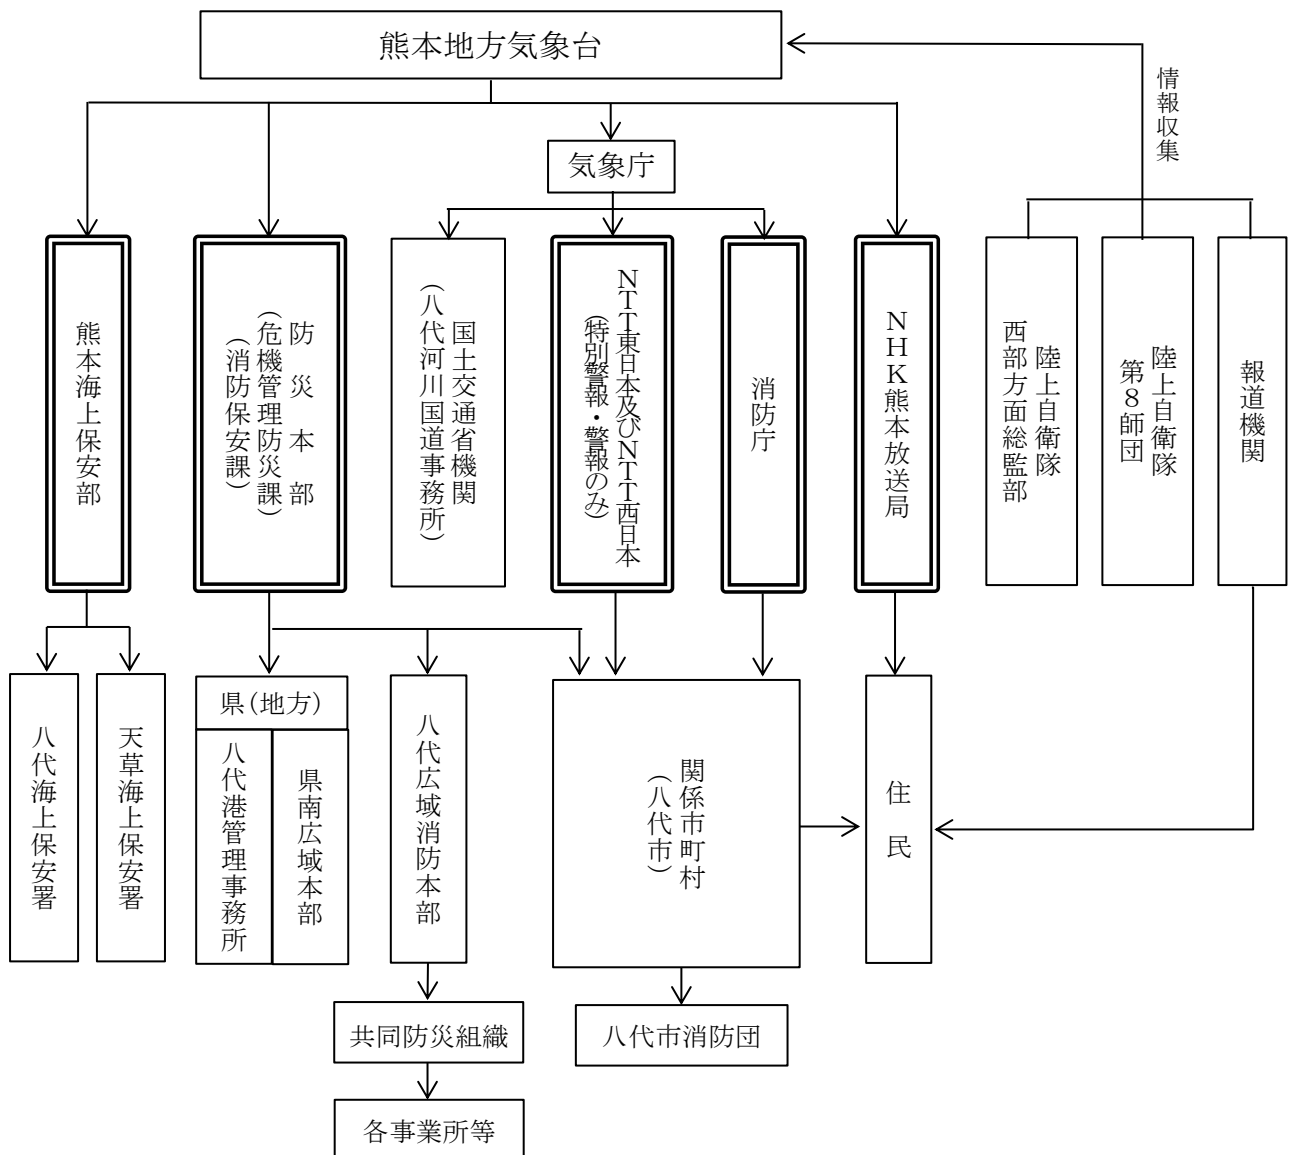 熊本地方気象台
情報収集
気象庁
熊本海上保安部
防災本部
(危機管理防災課)
(消防保安課)
国土交通省機関
(八代河川国道事務所)
NTT東日本及びNTT西日本
(特別警報・警報のみ)
消防庁
NHK熊本放送局
陸上自衛隊
西部方面総監部
陸上自衛隊
第8師団
報道機関
八代海上保安署
天草海上保安署
県(地方)
八代港管理事務所
県南広域本部
八代広域消防本部
関係市町村
(八代市)
住民
共同防災組織
八代市消防団
各事業所等